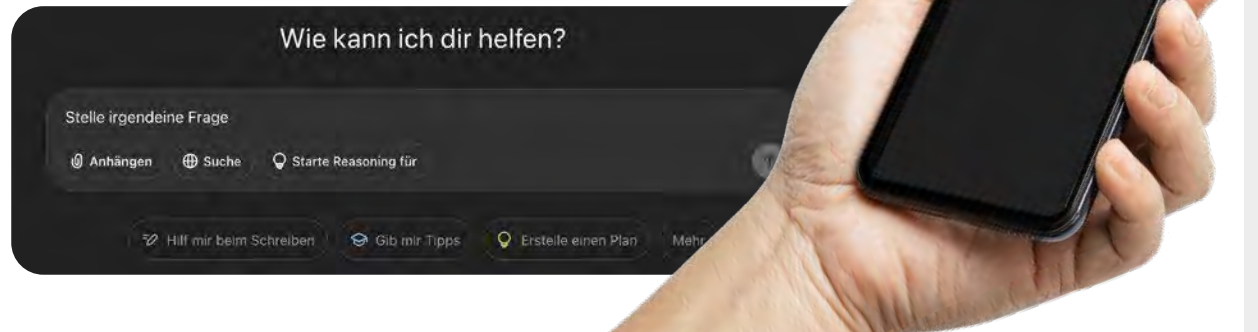 Wie kann ich dir helfen?
Stelle irgendeine Frage
Anhängen Suche Starte Reasoning für
Hilf mir beim Schreiben Gib mir Tipps Erstelle einen Plan Mehr